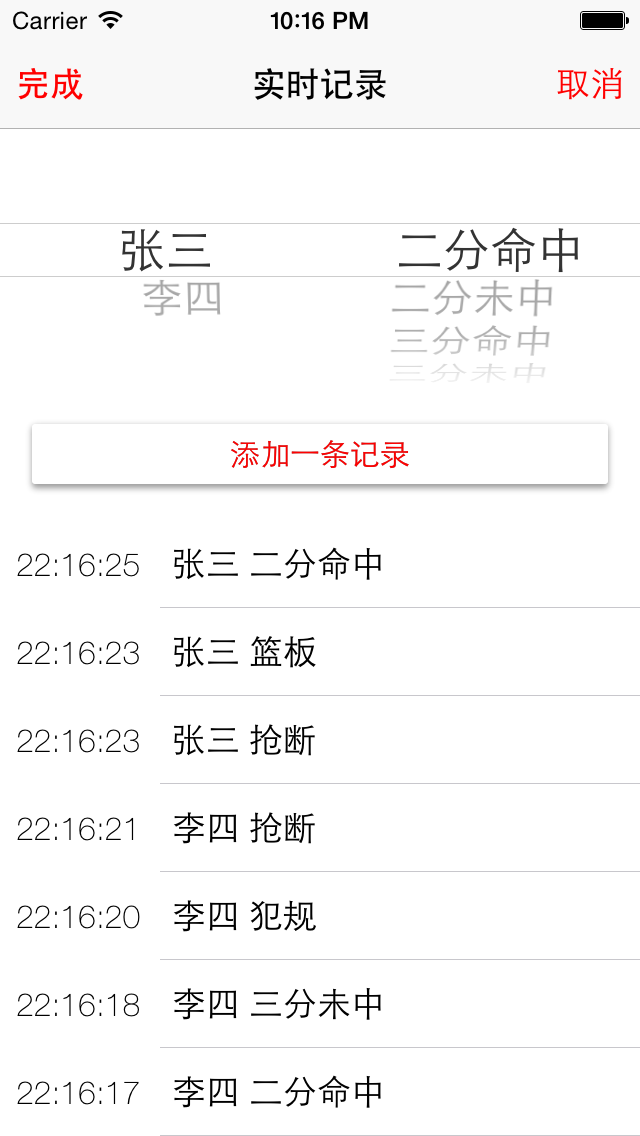 Carrier 10:16 PM
完成 实时记录 取消
张三 二分命中
李四 二分未中
三分命中
三分未中
添加一条记录
22:16:25 张三 二分命中
22:16:23 张三 篮板
22:16:23 张三 抢断
22:16:21 李四 抢断
22:16:20 李四 犯规
22:16:18 李四 三分未中
22:16:17 李四 二分命中